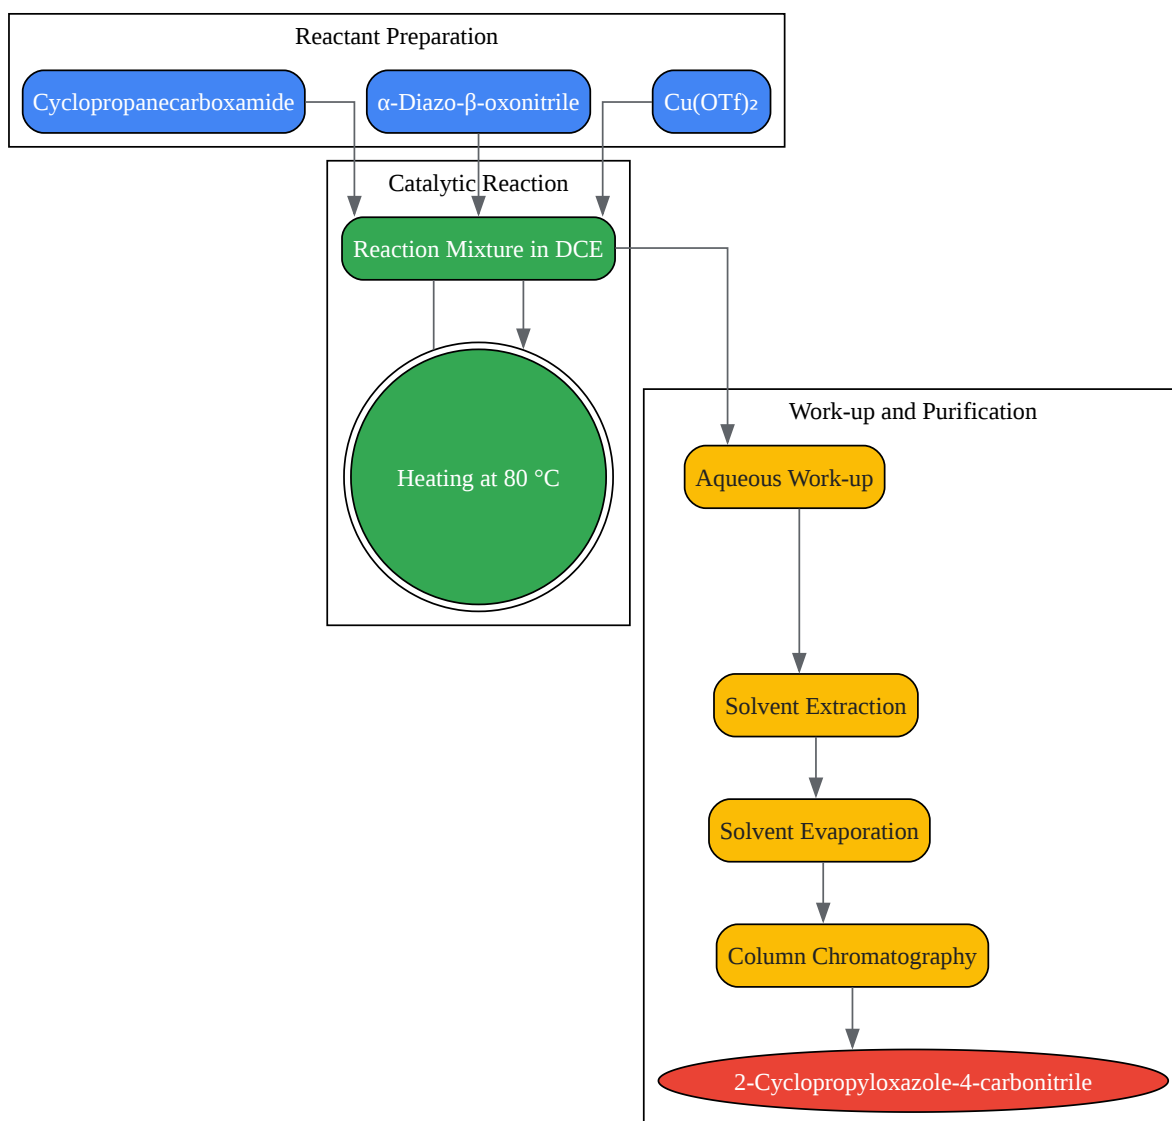 Reactant Preparation
Cyclopropanecarboxamide
α-Diazo-β-oxonitrile
Cu(OTf)₂
Catalytic Reaction
Reaction Mixture in DCE
Heating at 80 °C
Work-up and Purification
Aqueous Work-up
Solvent Extraction
Solvent Evaporation
Column Chromatography
2-Cyclopropyloxazole-4-carbonitrile